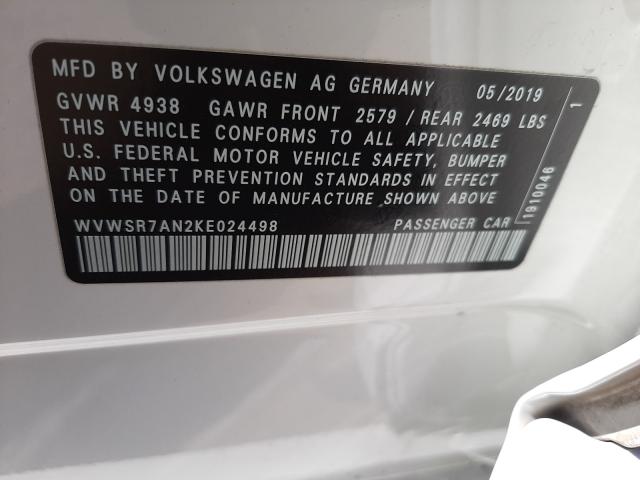 MFD BY VOLKSWAGEN AG GERMANY 05/2019
GVWR 4938 GAWR FRONT 2579 / REAR 2469 LBS
THIS VEHICLE CONFORMS TO ALL APPLICABLE
U.S. FEDERAL MOTOR VEHICLE SAFETY, BUMPER
AND THEFT PREVENTION STANDARDS IN EFFECT
ON THE DATE OF MANUFACTURE SHOWN ABOVE
WVWSR7AN2KE024498 PASSENGER CAR
1910046 1